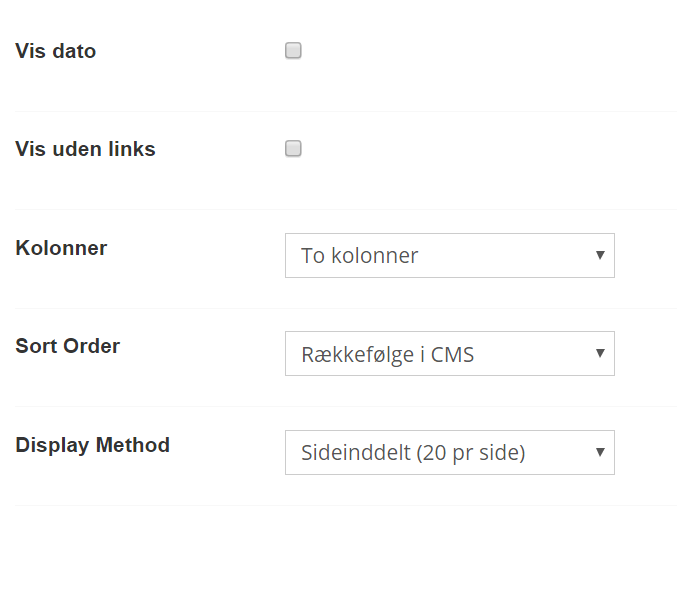 Vis dato
Vis uden links
Kolonner
To kolonner
Sort Order
Rækkefølge i CMS
Display Method
Sideinddelt (20 pr side)